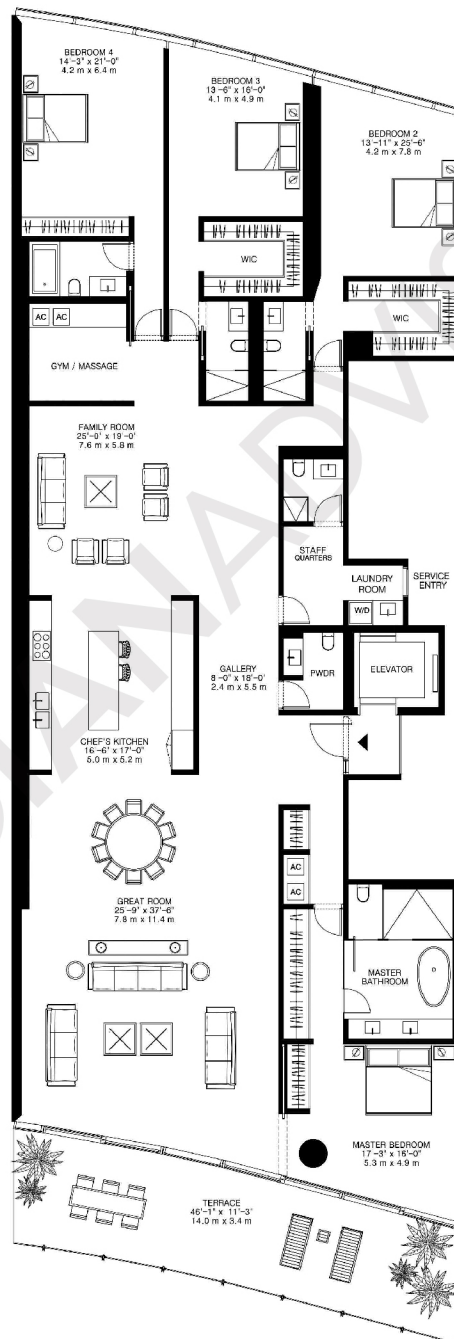 BEDROOM 4
14'-3" x 21'-0"
4.2 m x 6.4 m
BEDROOM 3
13'-6" x 16'-0"
4.1 m x 4.9 m
BEDROOM 2
13'-11" x 25'-6"
4.2 m x 7.8 m
WIC
WIC
AC AC
GYM / MASSAGE
FAMILY ROOM
25'-0" x 19'-0"
7.6 m x 5.8 m
STAFF
QUARTERS
LAUNDRY
ROOM
SERVICE
ENTRY
W/D
GALLERY
8'-0" x 18'-0'
2.4 m x 5.5 m
PWDR
ELEVATOR
CHEF'S KITCHEN
16'-6" x 17'-0"
5.0 m x 5.2 m
AC
AC
GREAT ROOM
25'-9" x 37'-6"
7.8 m x 11.4 m
MASTER
BATHROOM
MASTER BEDROOM
17'-3" x 16'-0"
5.3 m x 4.9 m
TERRACE
46'-1" x 11'-3'
14.0 m x 3.4 m
DIANADVIS